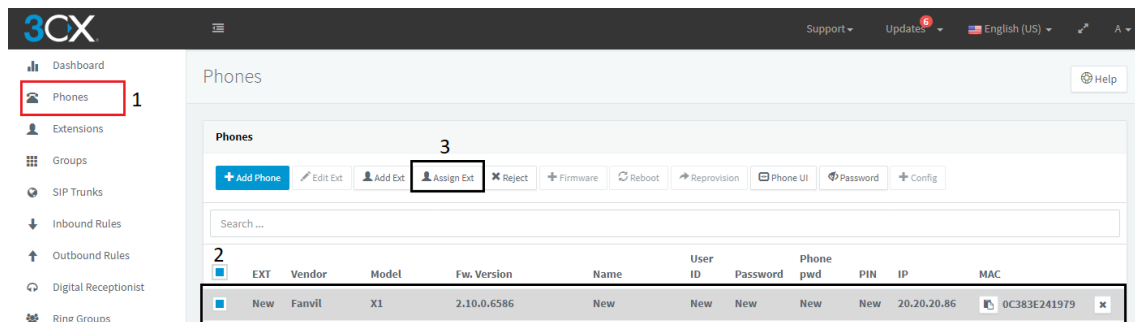 3CX
Support
Updates 6
English (US)
A
Dashboard
Phones 1
Extensions
Groups
SIP Trunks
Inbound Rules
Outbound Rules
Digital Receptionist
Ring Groups
Phones
Help
Phones
3
Add Phone
Edit Ext
Add Ext
Assign Ext
Reject
Firmware
Reboot
Reprovision
Phone UI
Password
Config
Search ...
2
EXT Vendor Model Fw. Version Name User ID Password Phone pwd PIN IP MAC
New Fanvil X1 2.10.0.6586 New New New New New 20.20.20.86 0C383E241979